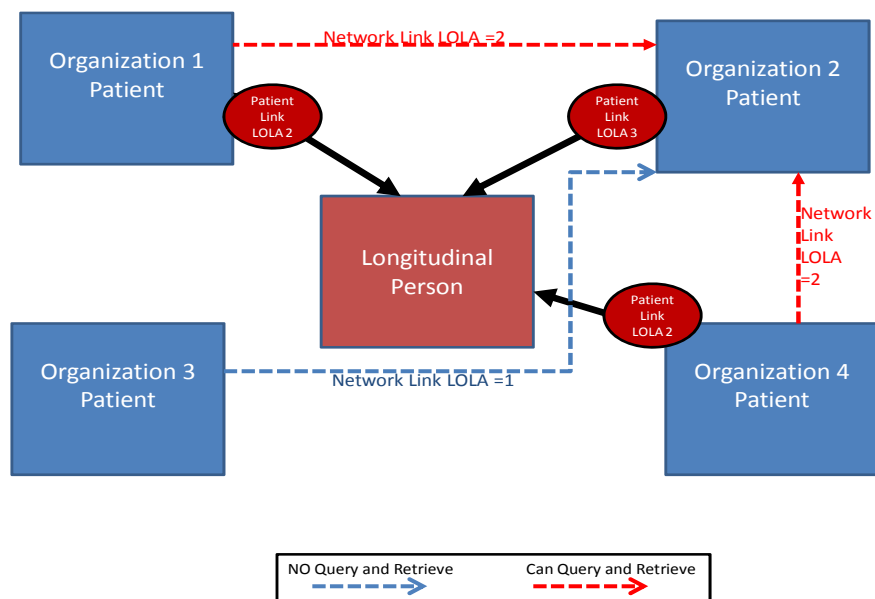 Network Link LOLA =2
Organization 1
Patient
Patient
Link
LOLA 2
Patient
Link
LOLA 3
Organization 2
Patient
Longitudinal
Person
Network
Link
LOLA
=2
Patient
Link
LOLA 2
Organization 3
Patient
Network Link LOLA =1
Organization 4
Patient
NO Query and Retrieve
Can Query and Retrieve